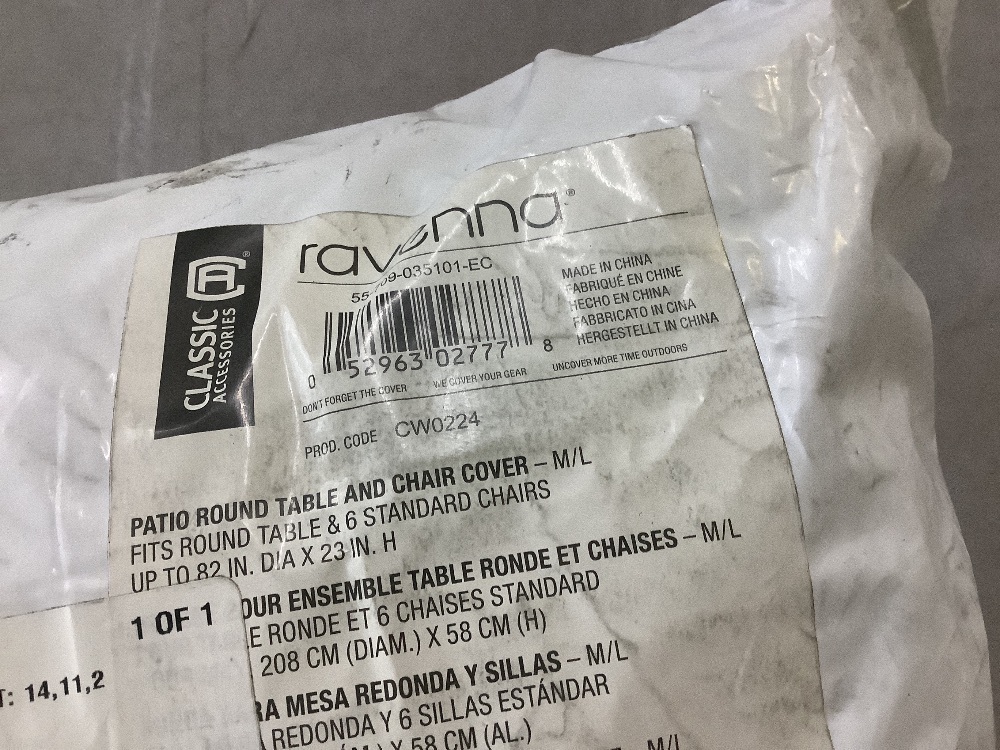 CLASSIC
ACCESSORIES
ravenna®
55- 09-035101-EC
0 52963 02777 8
MADE IN CHINA
FABRIQUÉ EN CHINE
HECHO EN CHINA
FABBRICATO IN CINA
HERGESTELLT IN CHINA
DON'T FORGET THE COVER WE COVER YOUR GEAR UNCOVER MORE TIME OUTDOORS
PROD. CODE CW0224
PATIO ROUND TABLE AND CHAIR COVER – M/L
FITS ROUND TABLE & 6 STANDARD CHAIRS
UP TO 82 IN. DIA X 23 IN. H
OUR ENSEMBLE TABLE RONDE ET CHAISES – M/L
E RONDE ET 6 CHAISES STANDARD
208 CM (DIAM.) X 58 CM (H)
RA MESA REDONDA Y SILLAS – M/L
REDONDA Y 6 SILLAS ESTÁNDAR
X 58 CM (AL.)
M/L
1 OF 1
T: 14,11,2